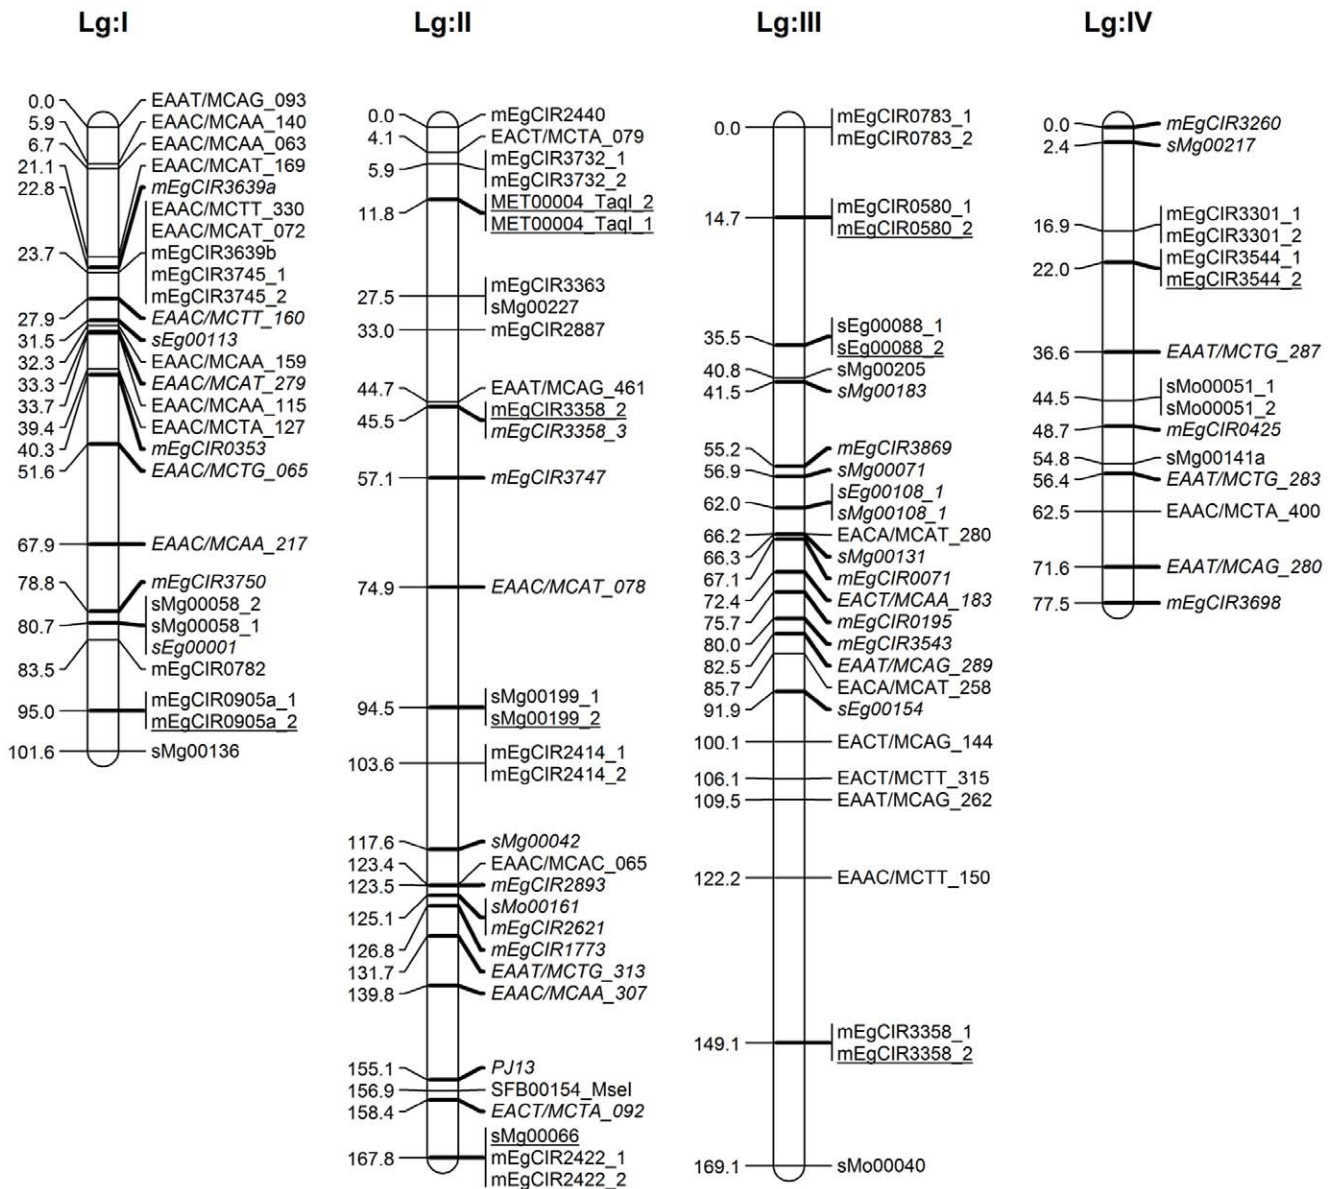 Lg:I
0.0 EAAT/MCAG_093
5.9 EAAC/MCAA_140
6.7 EAAC/MCAA_063
21.1 EAAC/MCAT_169
22.8 mEgCIR3639a
EAAC/MCTT_330
EAAC/MCAT_072
23.7 mEgCIR3639b
mEgCIR3745_1
mEgCIR3745_2
27.9 EAAC/MCTT_160
31.5 sEg00113
32.3 EAAC/MCAA_159
33.3 EAAC/MCAT_279
33.7 EAAC/MCAA_115
39.4 EAAC/MCTA_127
40.3 mEgCIR0353
51.6 EAAC/MCTG_065
67.9 EAAC/MCAA_217
78.8 mEgCIR3750
sMg00058_2
80.7 sMg00058_1
sEg00001
83.5 mEgCIR0782
mEgCIR0905a_1
95.0 mEgCIR0905a_2
101.6 sMg00136
Lg:II
0.0 mEgCIR2440
4.1 EACT/MCTA_079
mEgCIR3732_1
5.9 mEgCIR3732_2
MET00004_TaqI_2
11.8 MET00004_TaqI_1
mEgCIR3363
27.5 sMg00227
33.0 mEgCIR2887
44.7 EAAT/MCAG_461
mEgCIR3358_2
45.5 mEgCIR3358_3
57.1 mEgCIR3747
74.9 EAAC/MCAT_078
sMg00199_1
94.5 sMg00199_2
mEgCIR2414_1
103.6 mEgCIR2414_2
117.6 sMg00042
123.4 EAAC/MCAC_065
123.5 mEgCIR2893
sMo00161
125.1 mEgCIR2621
126.8 mEgCIR1773
131.7 EAAT/MCTG_313
139.8 EAAC/MCAA_307
155.1 PJ13
156.9 SFB00154_MseI
158.4 EACT/MCTA_092
sMg00066
167.8 mEgCIR2422_1
mEgCIR2422_2
Lg:III
mEgCIR0783_1
0.0 mEgCIR0783_2
mEgCIR0580_1
14.7 mEgCIR0580_2
sEg00088_1
35.5 sEg00088_2
40.8 sMg00205
41.5 sMg00183
55.2 mEgCIR3869
56.9 sMg00071
sEg00108_1
62.0 sMg00108_1
66.2 EACA/MCAT_280
66.3 sMg00131
67.1 mEgCIR0071
72.4 EACT/MCAA_183
75.7 mEgCIR0195
80.0 mEgCIR3543
82.5 EAAT/MCAG_289
85.7 EACA/MCAT_258
91.9 sEg00154
100.1 EACT/MCAG_144
106.1 EACT/MCTT_315
109.5 EAAT/MCAG_262
122.2 EAAC/MCTT_150
mEgCIR3358_1
149.1 mEgCIR3358_2
169.1 sMo00040
Lg:IV
0.0 mEgCIR3260
2.4 sMg00217
mEgCIR3301_1
16.9 mEgCIR3301_2
mEgCIR3544_1
22.0 mEgCIR3544_2
36.6 EAAT/MCTG_287
sMo00051_1
44.5 sMo00051_2
48.7 mEgCIR0425
54.8 sMg00141a
56.4 EAAT/MCTG_283
62.5 EAAC/MCTA_400
71.6 EAAT/MCAG_280
77.5 mEgCIR3698